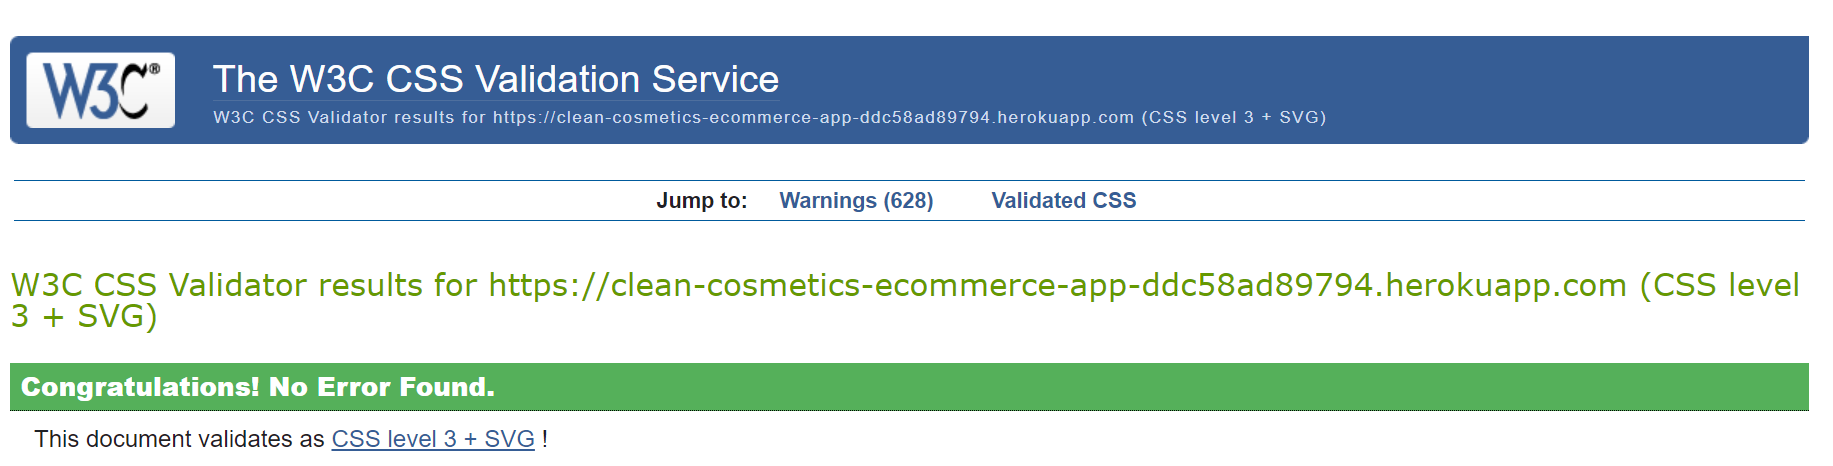 W3C®
The W3C CSS Validation Service
W3C CSS Validator results for https://clean-cosmetics-ecommerce-app-ddc58ad89794.herokuapp.com (CSS level 3 + SVG)
Jump to: Warnings (628) Validated CSS
W3C CSS Validator results for https://clean-cosmetics-ecommerce-app-ddc58ad89794.herokuapp.com (CSS level
3 + SVG)
Congratulations! No Error Found.
This document validates as CSS level 3 + SVG !